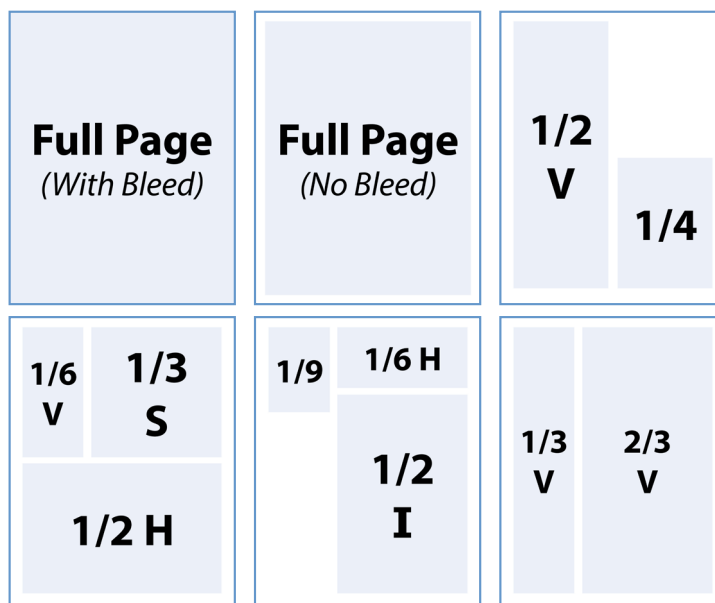 Full Page
(With Bleed)
Full Page
(No Bleed)
1/2
V
1/4
1/6
V
1/3
S
1/2 H
1/9
1/6 H
1/2
I
1/3
V
2/3
V